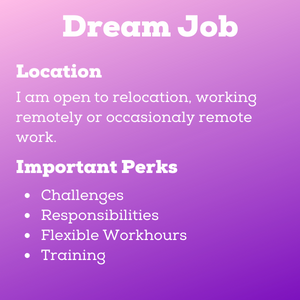 Dream Job
Location
I am open to relocation, working
remotely or occasionaly remote
work.
Important Perks
• Challenges
• Responsibilities
• Flexible Workhours
• Training